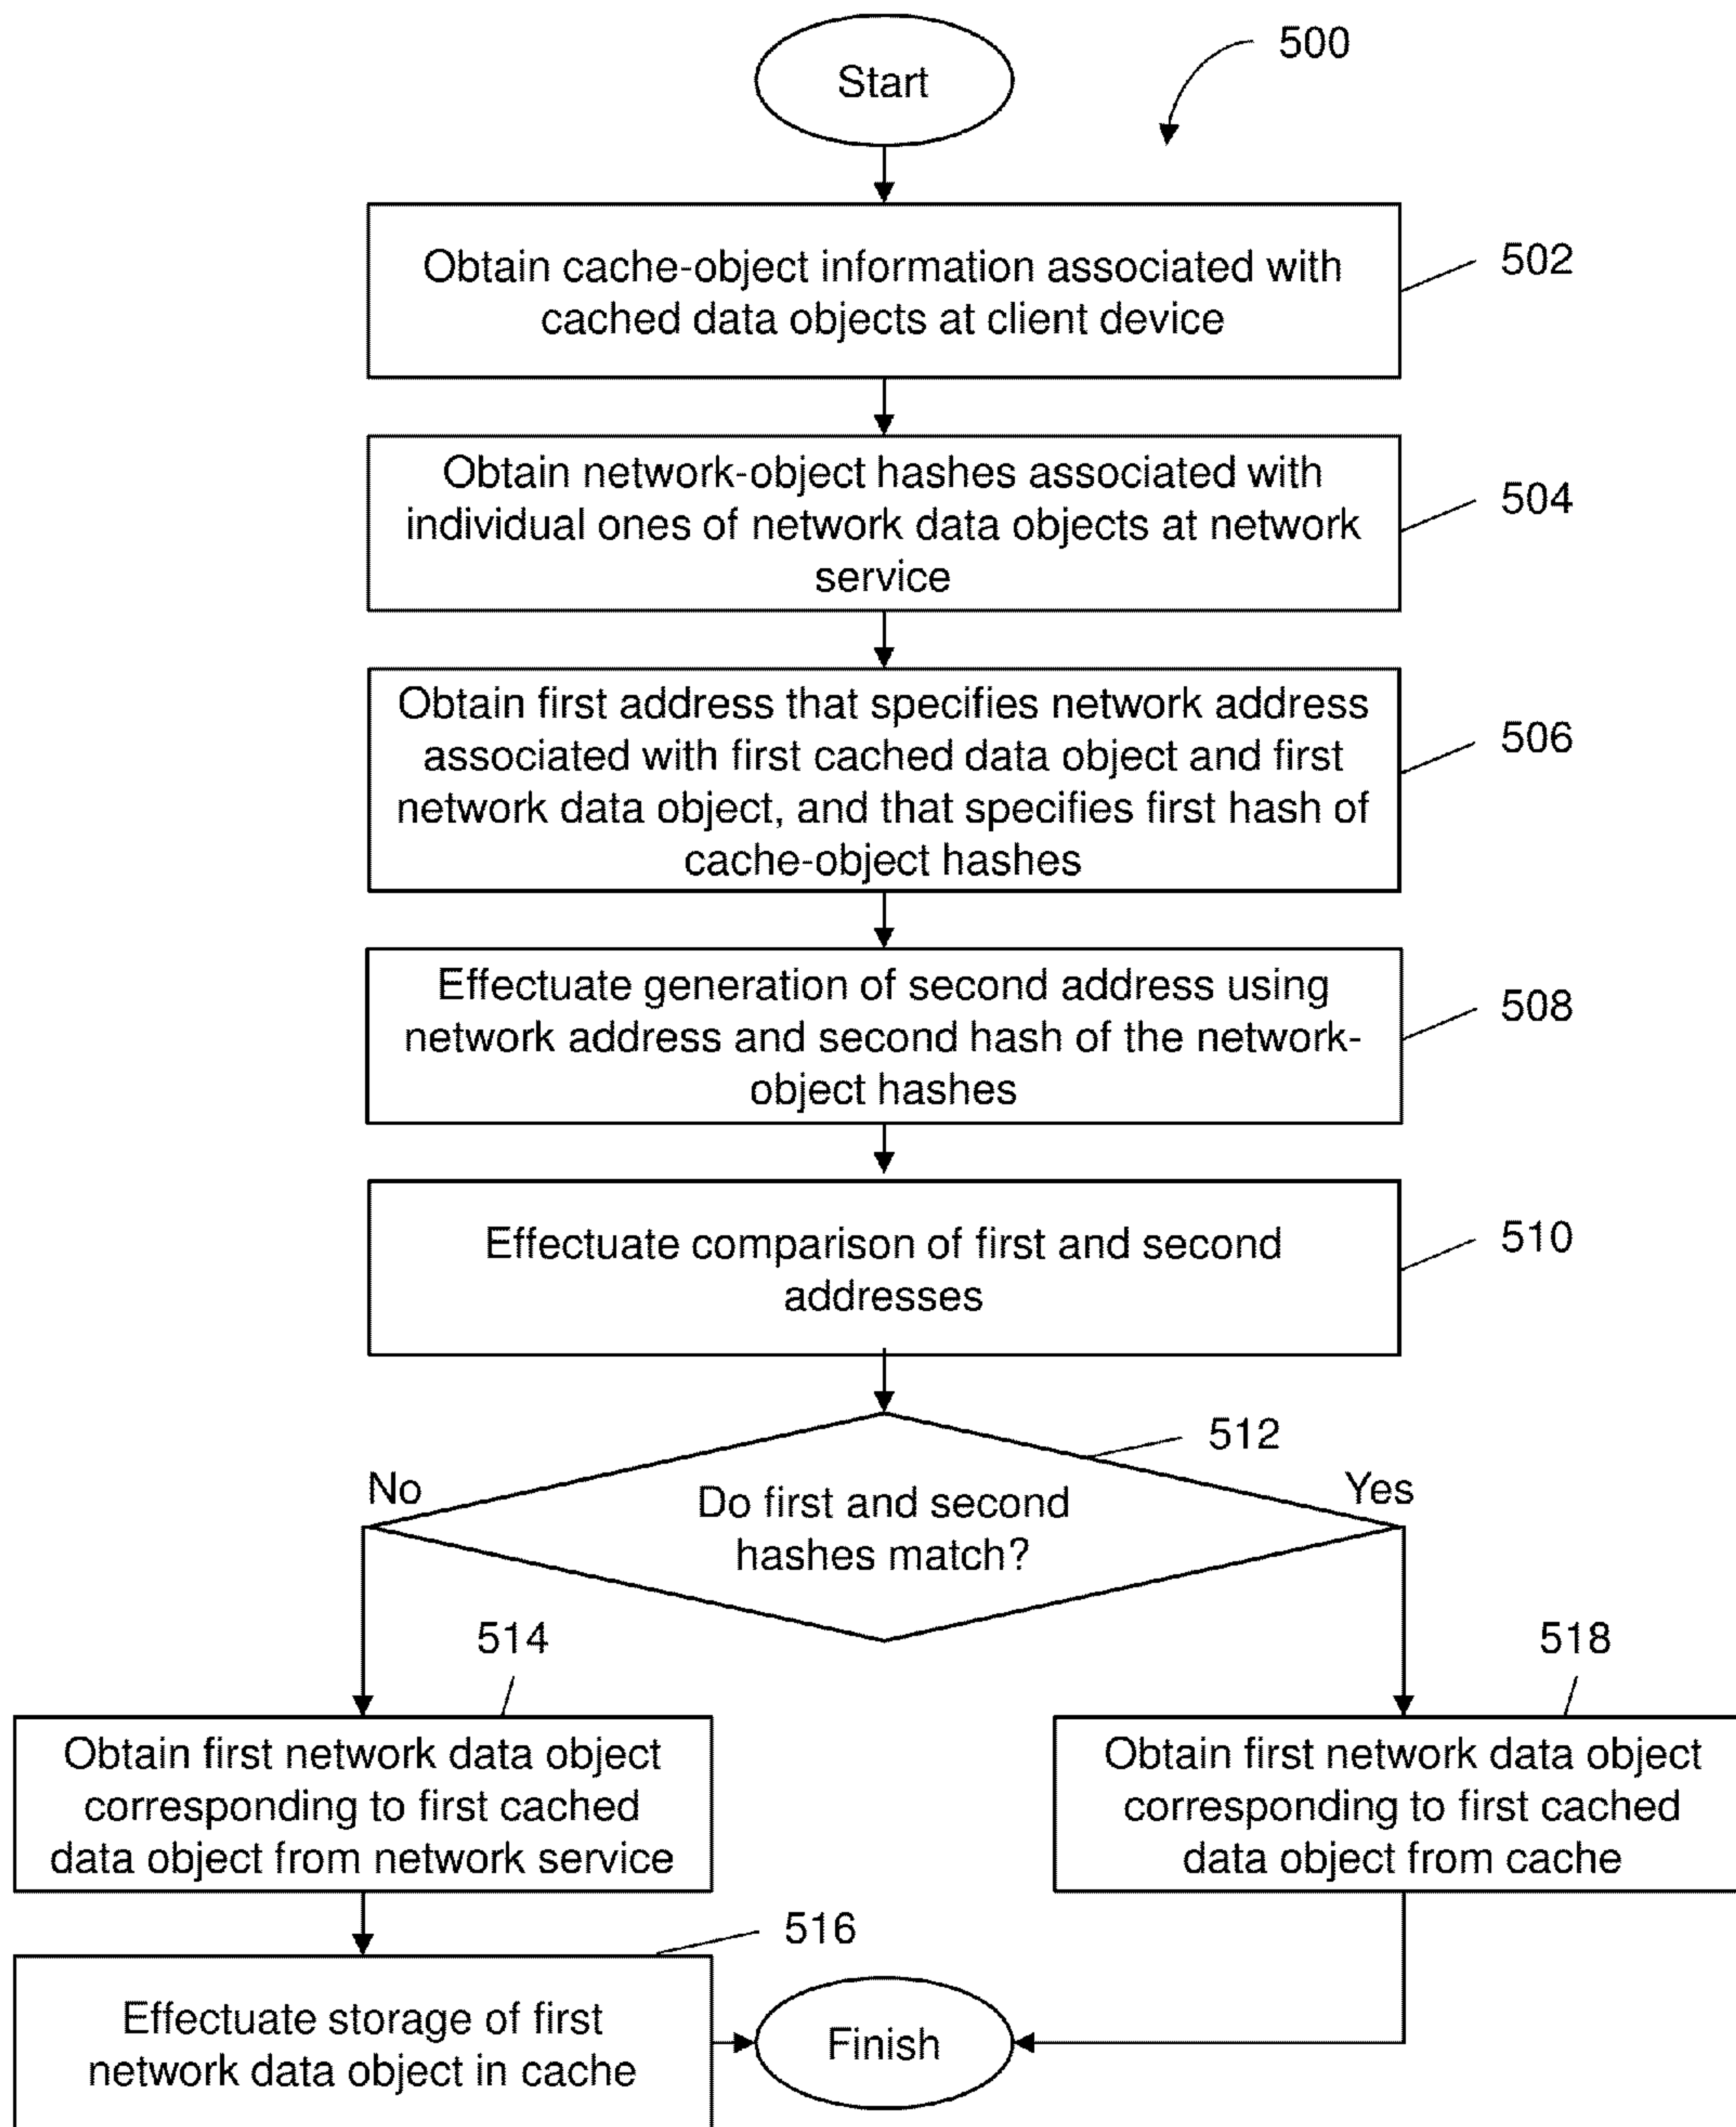 Start
500
Obtain cache-object information associated with
cached data objects at client device
502
Obtain network-object hashes associated with
individual ones of network data objects at network
service
504
Obtain first address that specifies network address
associated with first cached data object and first
network data object, and that specifies first hash of
cache-object hashes
506
Effectuate generation of second address using
network address and second hash of the network-
object hashes
508
Effectuate comparison of first and second
addresses
510
512
No
Do first and second
hashes match?
Yes
514
Obtain first network data object
corresponding to first cached
data object from network service
518
Obtain first network data object
corresponding to first cached
data object from cache
516
Effectuate storage of first
network data object in cache
Finish